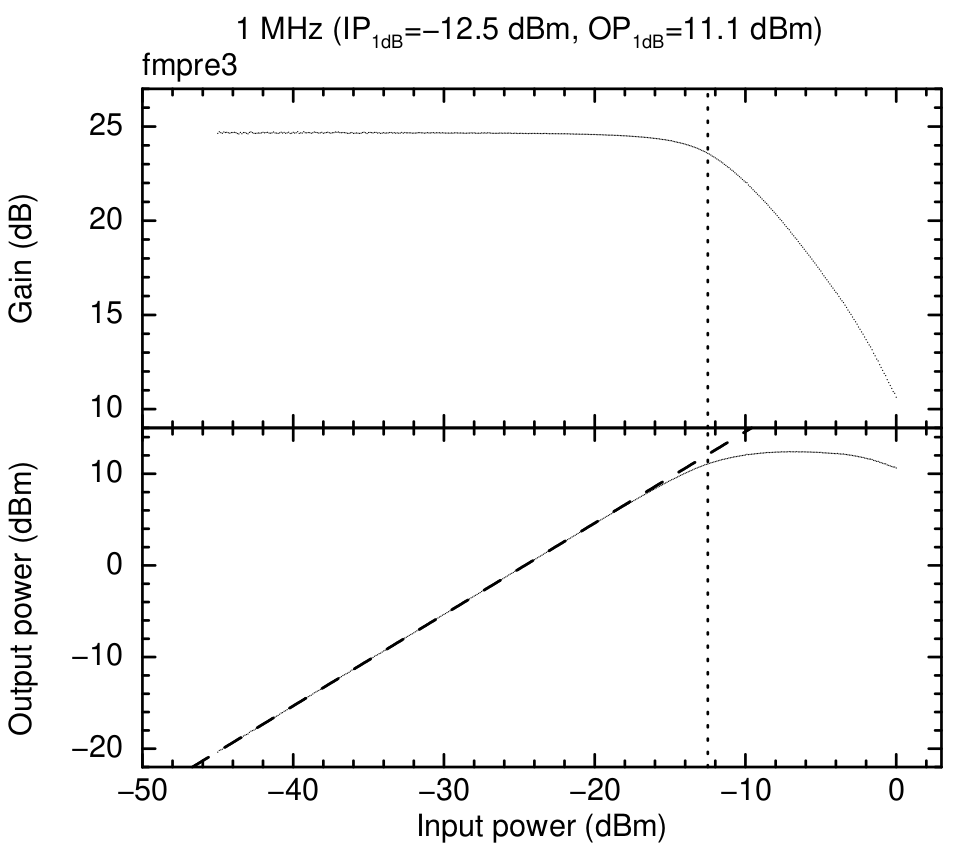 1 MHz (IP1dB=−12.5 dBm, OP1dB=11.1 dBm)
fmpre3
25
20
15
10
Gain (dB)
10
0
−10
−20
Output power (dBm)
−50 −40 −30 −20 −10 0
Input power (dBm)